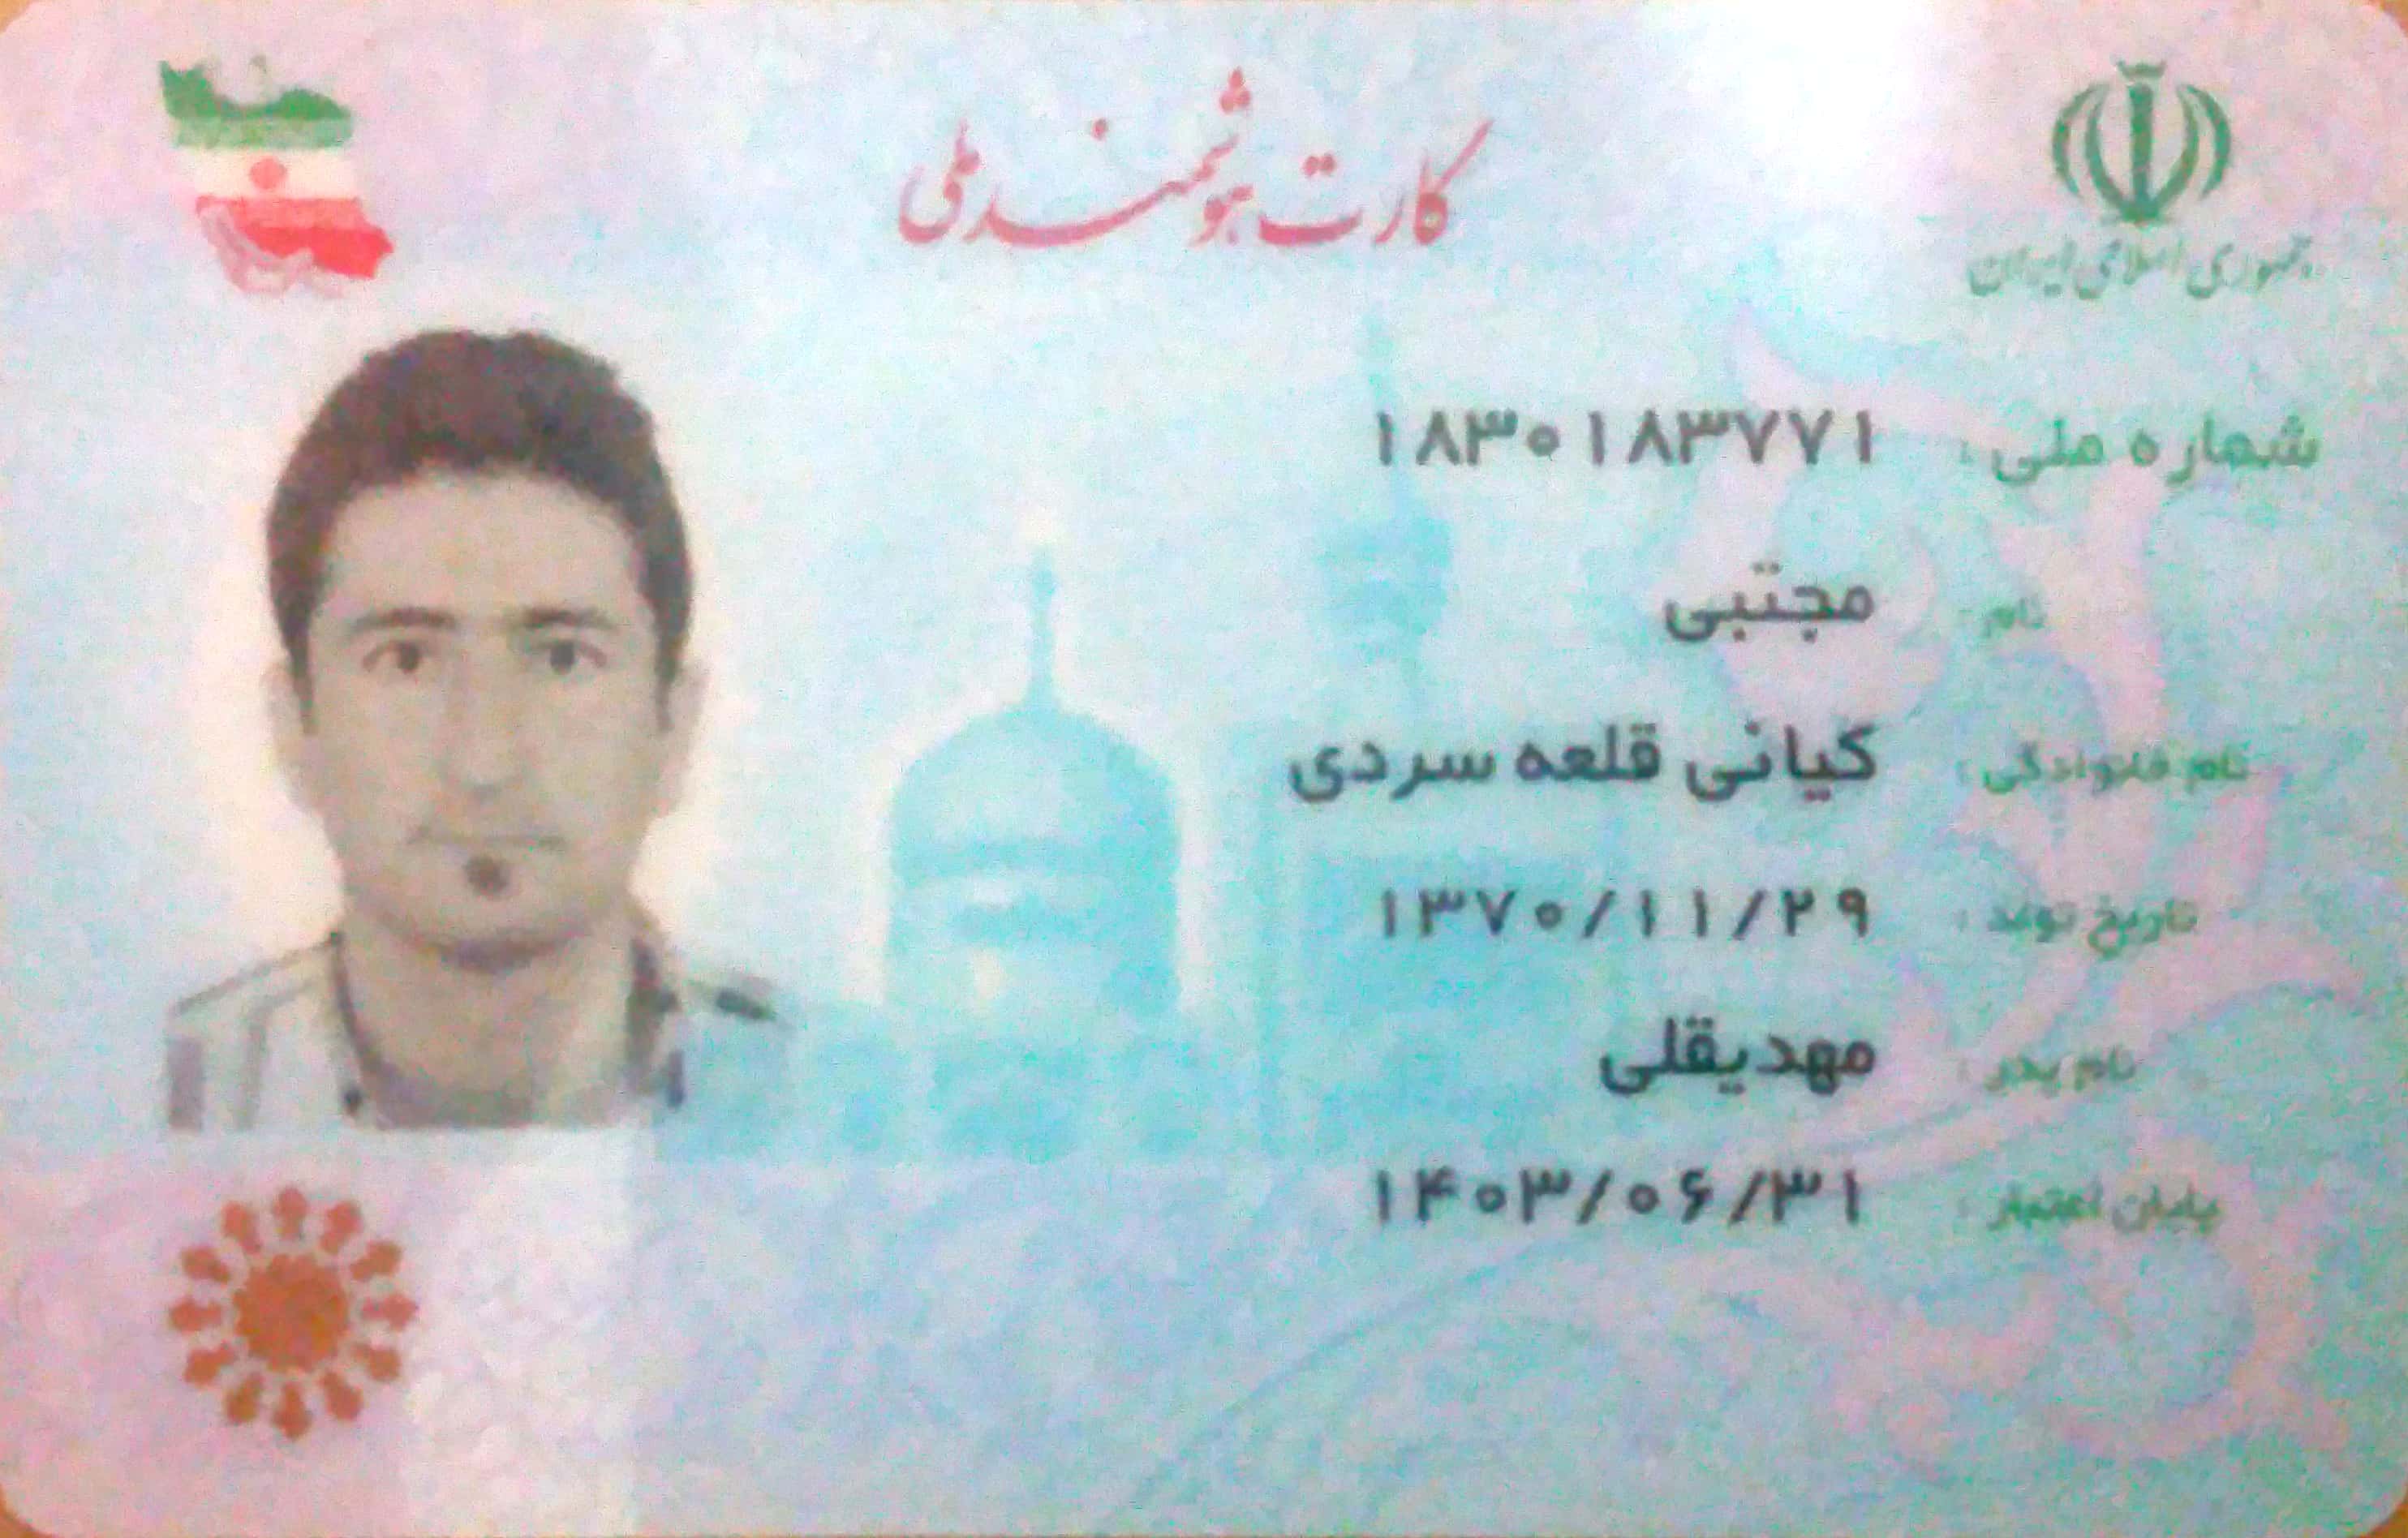 جمهوری اسلامی ایران
کارت هوشمند ملی
شماره ملی : ۱۸۳۰۱۸۳۷۷۱
نام : مجتبی
نام خانوادگی : کیانی قلعه سردی
تاریخ تولد : ۱۳۷۰/۱۱/۲۹
نام پدر : مهدیقلی
پایان اعتبار : ۱۴۰۳/۰۶/۳۱